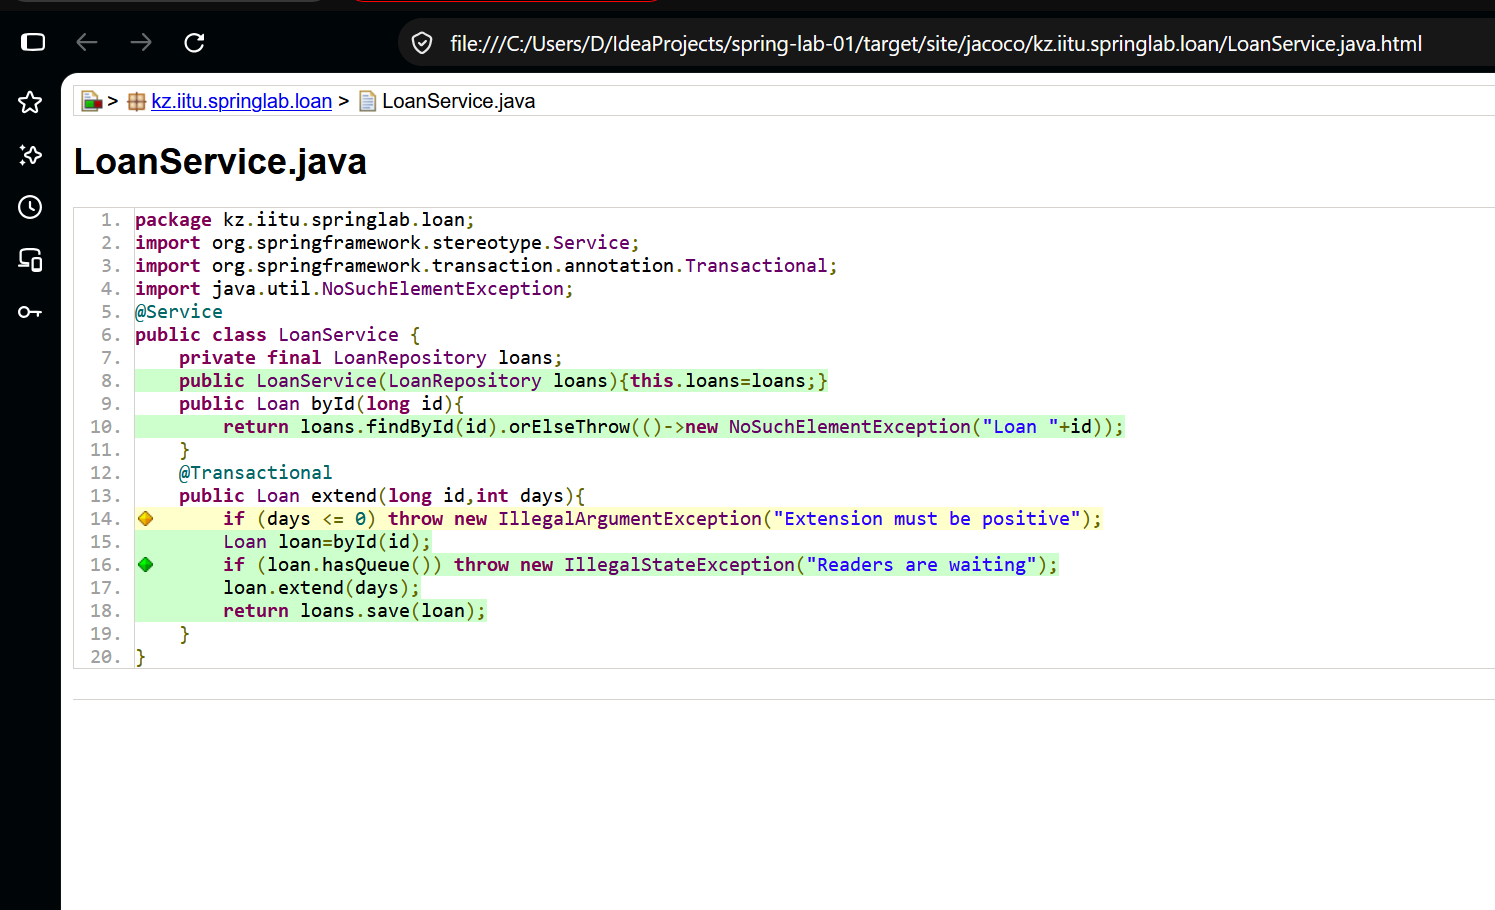 file:///C:/Users/D/IdeaProjects/spring-lab-01/target/site/jacoco/kz.iitu.springlab.loan/LoanService.java.html
> kz.iitu.springlab.loan > LoanService.java
LoanService.java
1. package kz.iitu.springlab.loan;
2. import org.springframework.stereotype.Service;
3. import org.springframework.transaction.annotation.Transactional;
4. import java.util.NoSuchElementException;
5. @Service
6. public class LoanService {
7.     private final LoanRepository loans;
8.     public LoanService(LoanRepository loans){this.loans=loans;}
9.     public Loan byId(long id){
10.         return loans.findById(id).orElseThrow(()->new NoSuchElementException("Loan "+id));
11.     }
12.     @Transactional
13.     public Loan extend(long id,int days){
14.         if (days <= 0) throw new IllegalArgumentException("Extension must be positive");
15.         Loan loan=byId(id);
16.         if (loan.hasQueue()) throw new IllegalStateException("Readers are waiting");
17.         loan.extend(days);
18.         return loans.save(loan);
19.     }
20. }